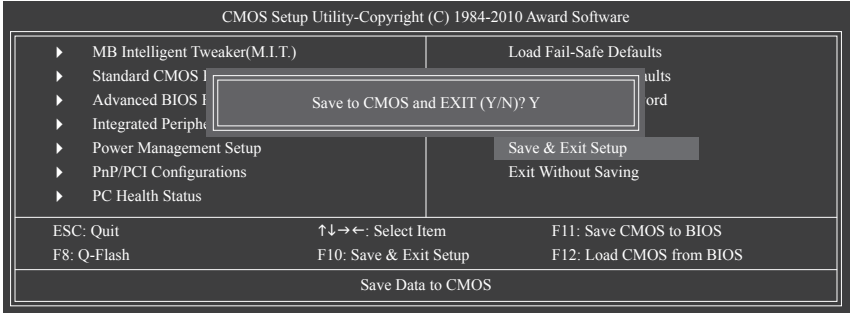 CMOS Setup Utility-Copyright (C) 1984-2010 Award Software
MB Intelligent Tweaker(M.I.T.)
Standard CMOS
Advanced BIOS
Integrated
Power Management Setup
PnP/PCI Configurations
PC Health Status
Load Fail-Safe Defaults
Save to CMOS and EXIT (Y/N)? Y
Save & Exit Setup
Exit Without Saving
ESC: Quit
↑↓→←: Select Item
F11: Save CMOS to BIOS
F8: Q-Flash
F10: Save & Exit Setup
F12: Load CMOS from BIOS
Save Data to CMOS